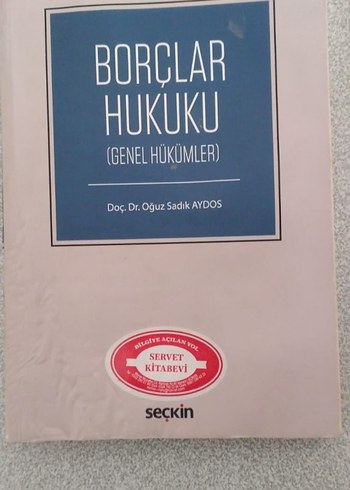 BORÇLAR
HUKUKU
(GENEL HÜKÜMLER)
Doç. Dr. Oğuz Sadık AYDOS
BİLGİYE AÇILAN YOL
SERVET
KİTABEVİ
seçkin